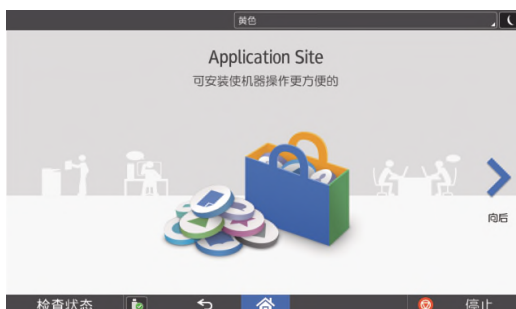 黄色
Application Site
可安装使机器操作更方便的
向后
检查状态
停止